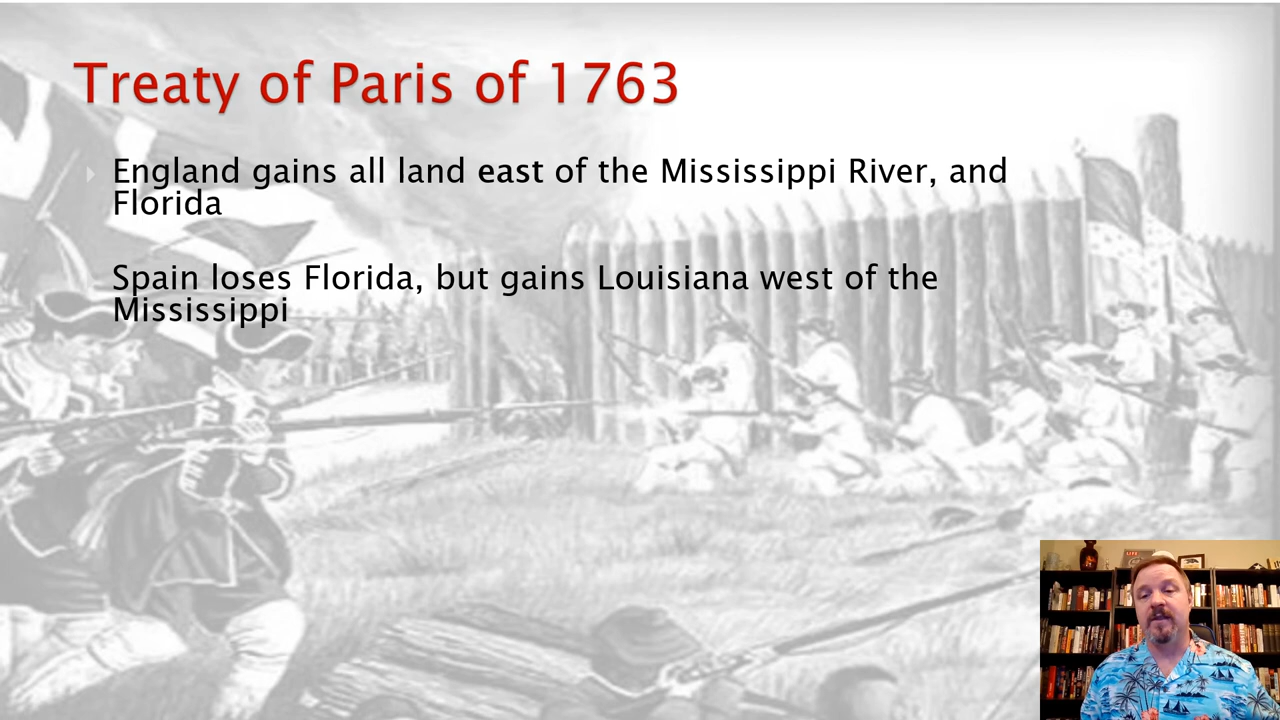 Treaty of Paris of 1763
England gains all land east of the Mississippi River, and
Florida
Spain loses Florida, but gains Louisiana west of the
Mississippi
LIFE